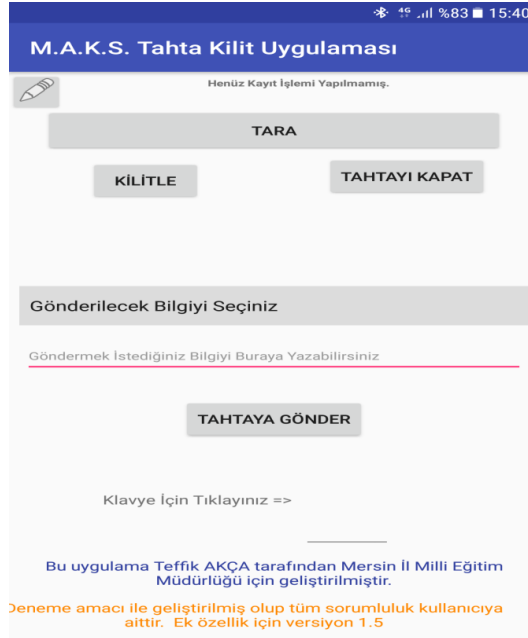 4G %83 15:40
M.A.K.S. Tahta Kilit Uygulaması
Henüz Kayıt İşlemi Yapılmamış.
TARA
KİLİTLE
TAHTAYI KAPAT
Gönderilecek Bilgiyi Seçiniz
Göndermek İstediğiniz Bilgiyi Buraya Yazabilirsiniz
TAHTAYA GÖNDER
Klavye İçin Tıklayınız =>
Bu uygulama Teffik AKÇA tarafından Mersin İl Milli Eğitim
Müdürlüğü için geliştirilmiştir.
Deneme amacı ile geliştirilmiş olup tüm sorumluluk kullanıcıya
aittir. Ek özellik için versiyon 1.5